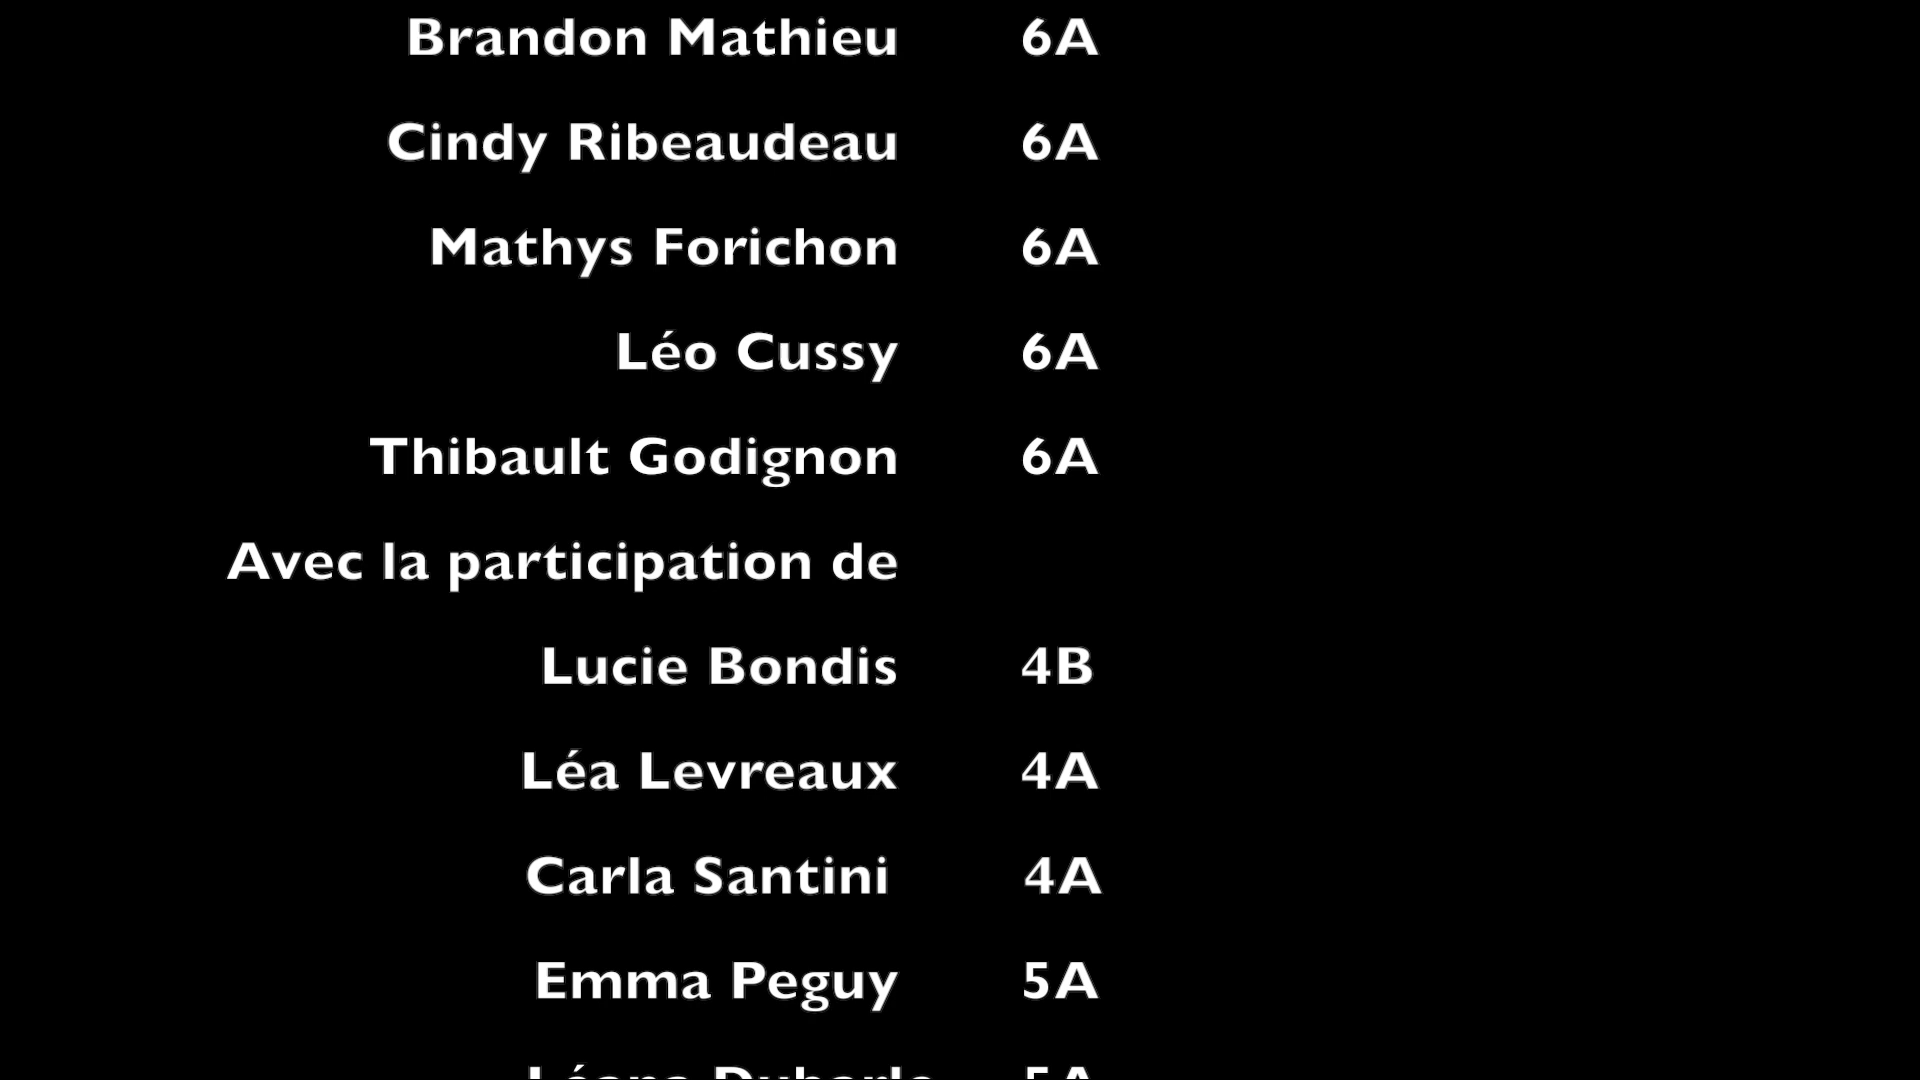 Brandon Mathieu 6A
Cindy Ribeaudeau 6A
Mathys Forichon 6A
Léo Cussy 6A
Thibault Godignon 6A
Avec la participation de
Lucie Bondis 4B
Léa Levreaux 4A
Carla Santini 4A
Emma Peguy 5A
5A